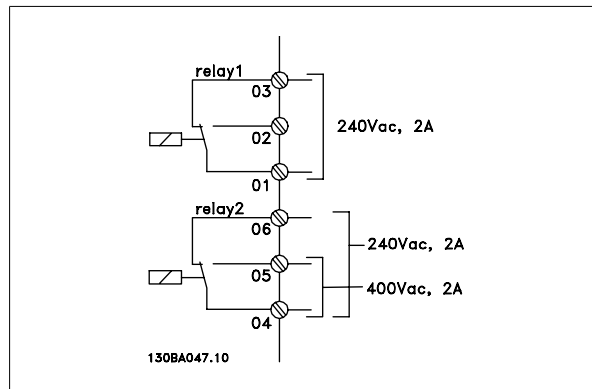 relay1
03
02
240Vac, 2A
01
relay2
06
240Vac, 2A
05
400Vac, 2A
04
130BA047.10